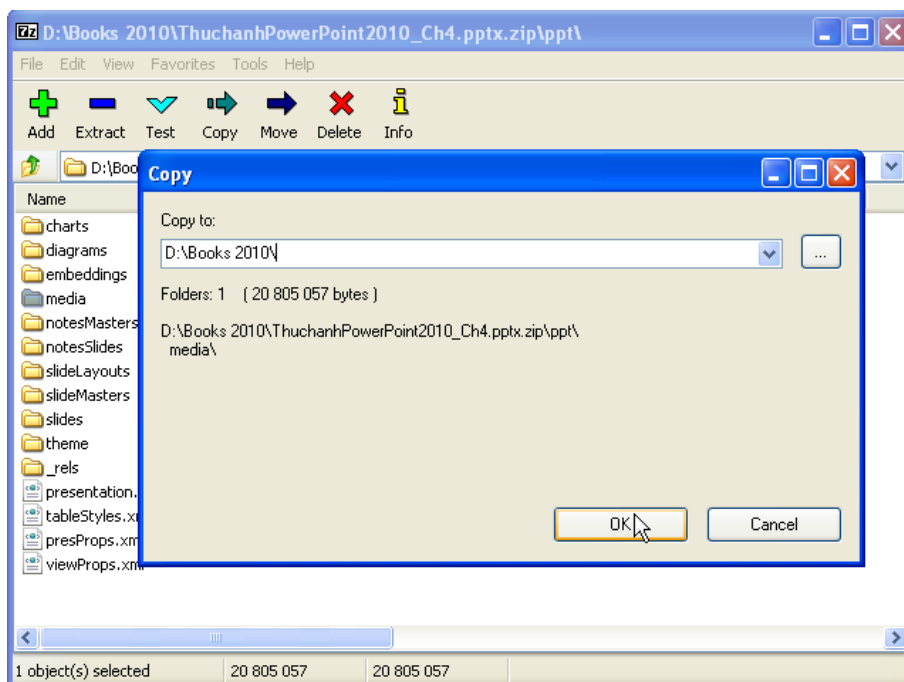 7z D:\Books 2010\ThuchanhPowerPoint2010_Ch4.pptx.zip\ppt\
File Edit View Favorites Tools Help
Add Extract Test Copy Move Delete Info
D:\Boo
Copy
Name
Copy to:
charts
D:\Books 2010\
...
diagrams
embeddings
Folders: 1 ( 20 805 057 bytes )
media
notesMasters
D:\Books 2010\ThuchanhPowerPoint2010_Ch4.pptx.zip\ppt\
media\
notesSlides
slideLayouts
slideMasters
slides
theme
_rels
presentation.
tableStyles.x
presProps.xm
viewProps.xml
OK
Cancel
1 object(s) selected 20 805 057 20 805 057